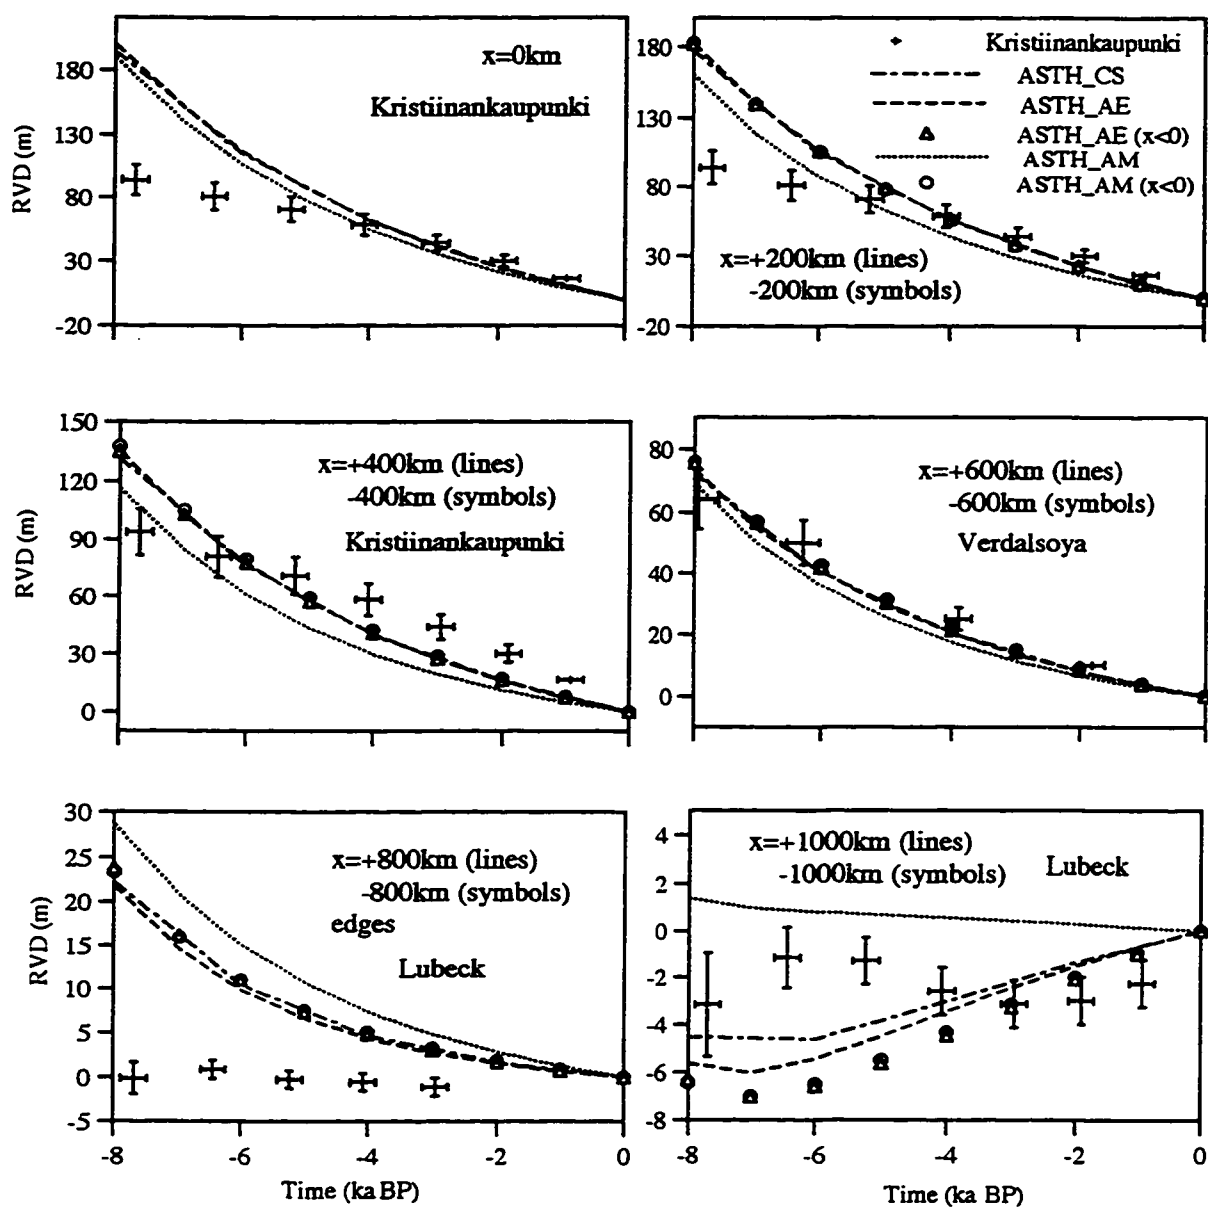 x=0km
Kristiinankaupunki
RVD (m)
180
130
80
30
-20
Kristiinankaupunki
ASTH_CS
ASTH_AE
ASTH_AE (x<0)
ASTH_AM
ASTH_AM (x<0)
x=+200km (lines)
-200km (symbols)
180
130
80
30
-20
x=+400km (lines)
-400km (symbols)
Kristiinankaupunki
RVD (m)
150
120
90
60
30
0
x=+600km (lines)
-600km (symbols)
Verdalsoya
80
60
40
20
0
x=+800km (lines)
-800km (symbols)
edges
Lubeck
RVD (m)
30
25
20
15
10
5
0
-5
-8 -6 -4 -2 0
Time (ka BP)
x=+1000km (lines)
-1000km (symbols)
Lubeck
4
2
0
-2
-4
-6
-8
-8 -6 -4 -2 0
Time (ka BP)